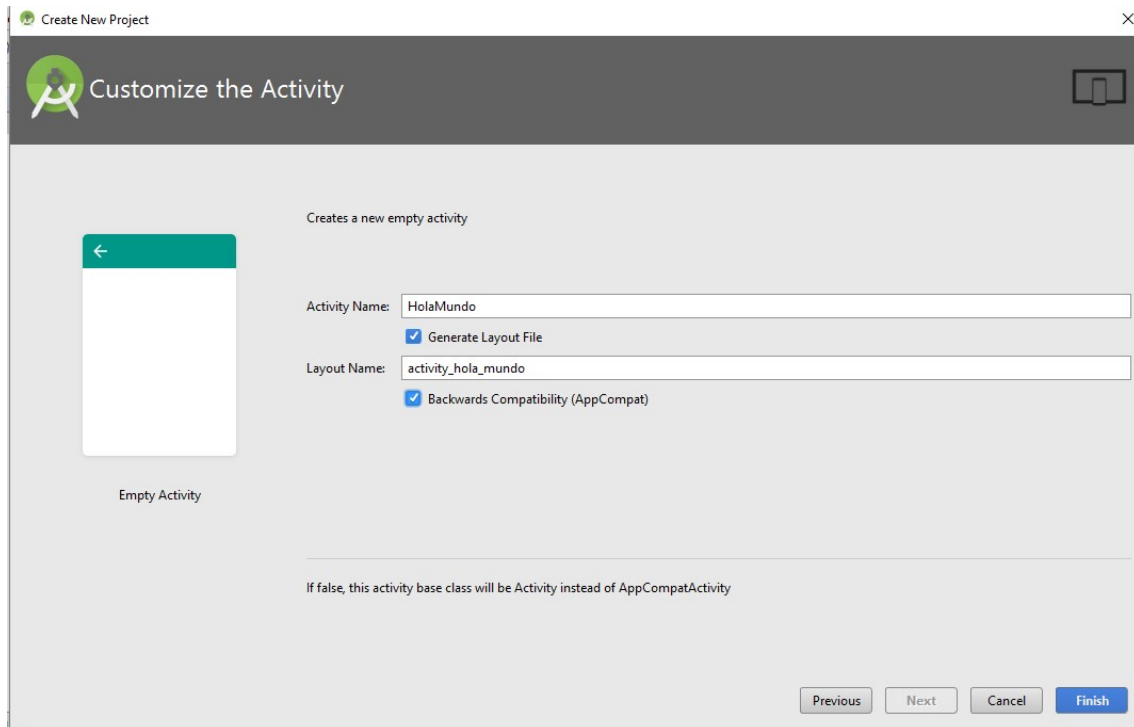 Create New Project
Customize the Activity
Creates a new empty activity
Activity Name: HolaMundo
Generate Layout File
Layout Name: activity_hola_mundo
Backwards Compatibility (AppCompat)
Empty Activity
If false, this activity base class will be Activity instead of AppCompatActivity
Previous Next Cancel Finish